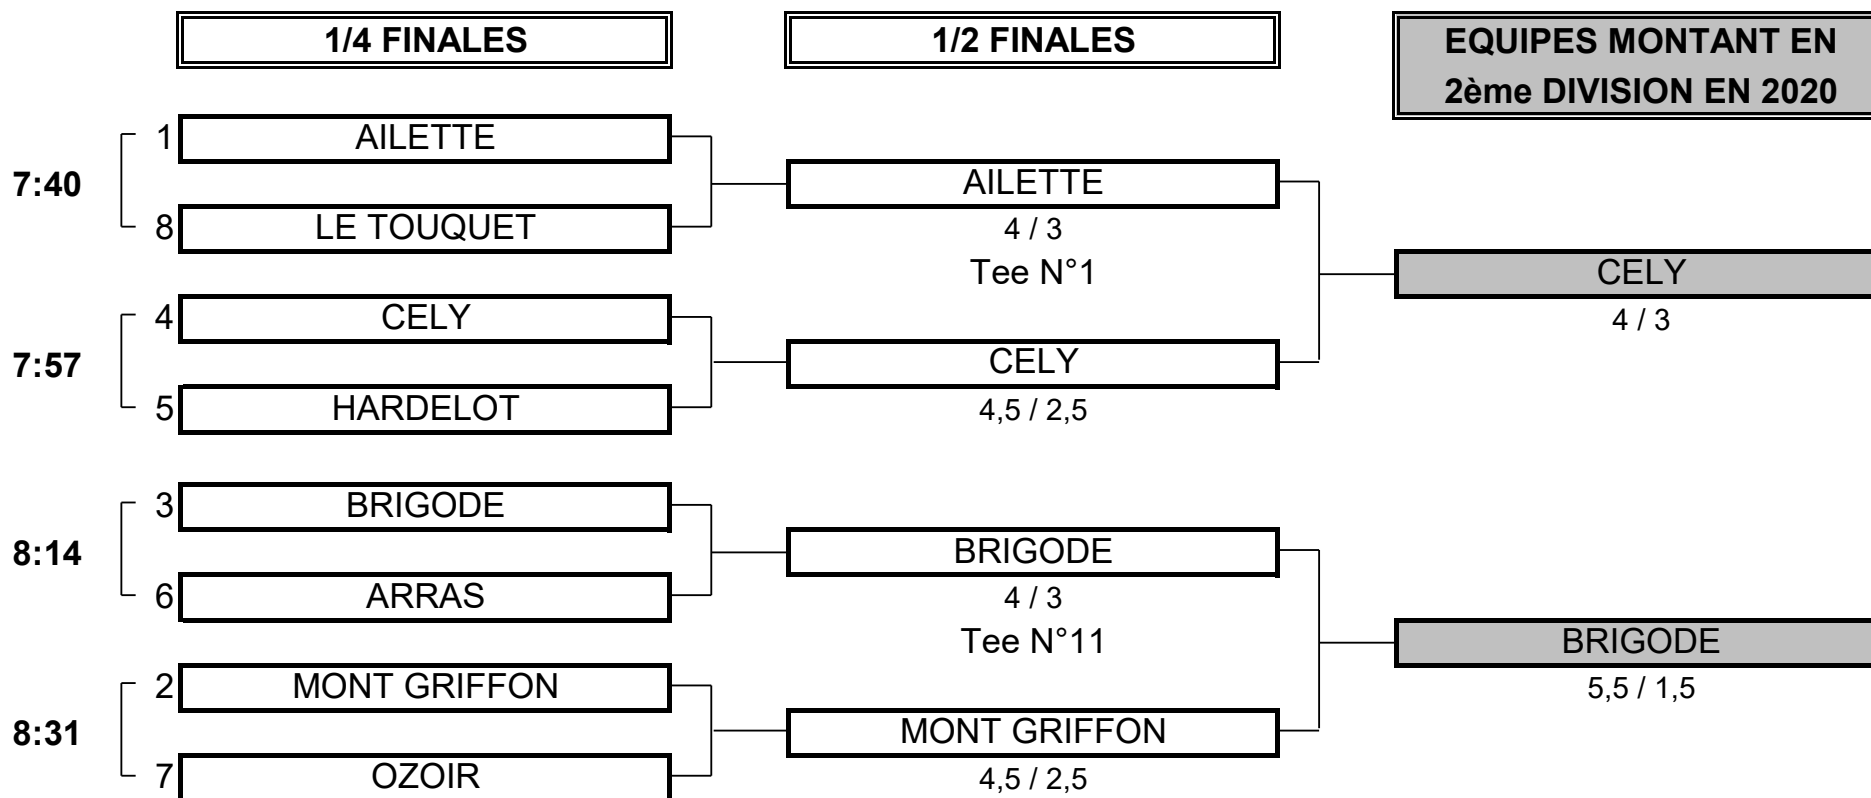 1/4 FINALES
1/2 FINALES
EQUIPES MONTANT EN
2ème DIVISION EN 2020
1 AILETTE
7:40
8 LE TOUQUET
AILETTE
4 / 3
Tee N°1
CELY
4 / 3
4 CELY
7:57
5 HARDELOT
CELY
4,5 / 2,5
3 BRIGODE
8:14
6 ARRAS
BRIGODE
4 / 3
Tee N°11
BRIGODE
5,5 / 1,5
2 MONT GRIFFON
8:31
7 OZOIR
MONT GRIFFON
4,5 / 2,5